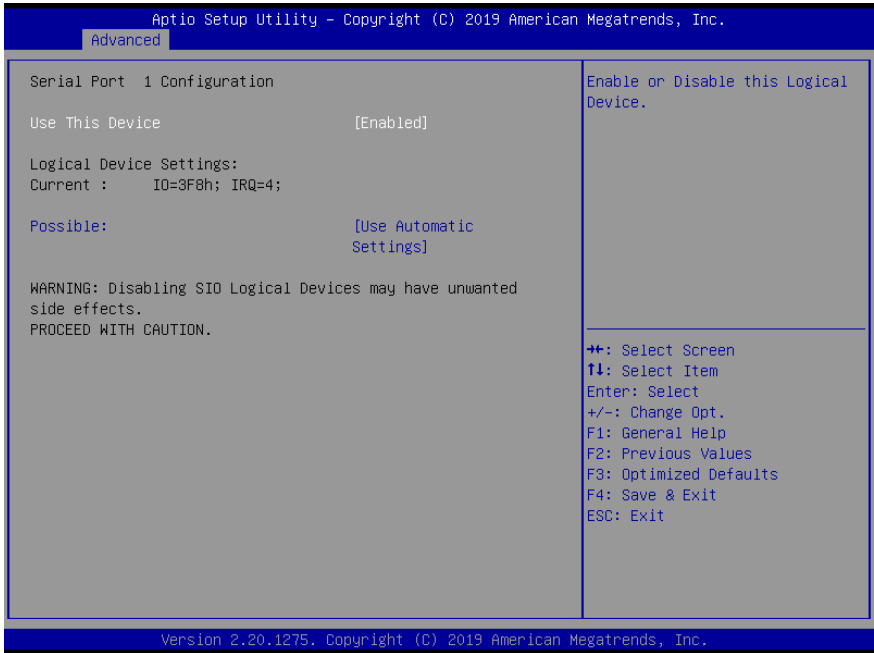 Aptio Setup Utility – Copyright (C) 2019 American Megatrends, Inc.
Advanced
Serial Port  1 Configuration
Use This Device [Enabled]
Logical Device Settings:
Current : IO=3F8h; IRQ=4;
Possible: [Use Automatic
Settings]
WARNING: Disabling SIO Logical Devices may have unwanted
side effects.
PROCEED WITH CAUTION.
Enable or Disable this Logical
Device.
→←: Select Screen
↑↓: Select Item
Enter: Select
+/-: Change Opt.
F1: General Help
F2: Previous Values
F3: Optimized Defaults
F4: Save & Exit
ESC: Exit
Version 2.20.1275. Copyright (C) 2019 American Megatrends, Inc.